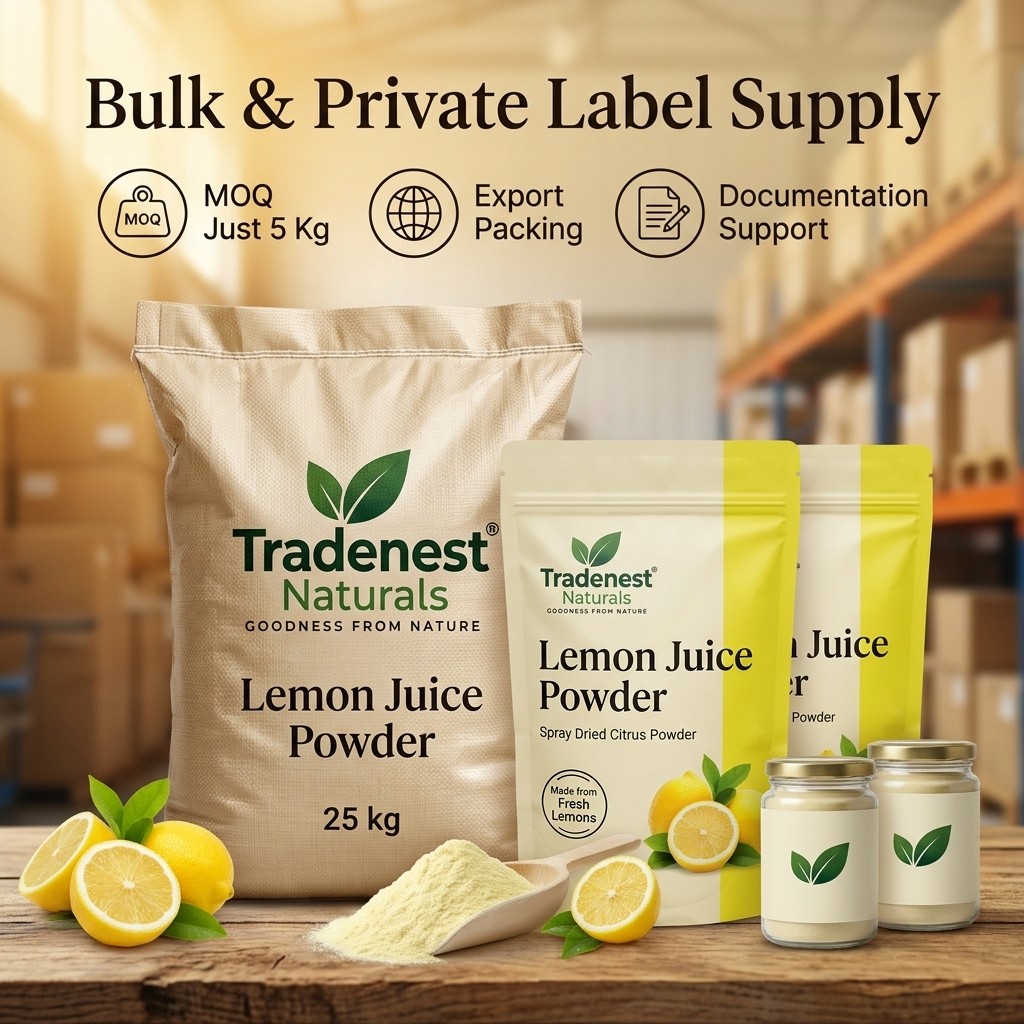 Bulk & Private Label Supply
MOQ
MOQ
Just 5 Kg
Export
Packing
Documentation
Support
Tradenest®
Naturals
GOODNESS FROM NATURE
Lemon Juice
Powder
25 kg
Tradenest®
Naturals
GOODNESS FROM NATURE
Lemon Juice
Powder
Spray Dried Citrus Powder
Made from
Fresh
Lemons
Juice
Powder